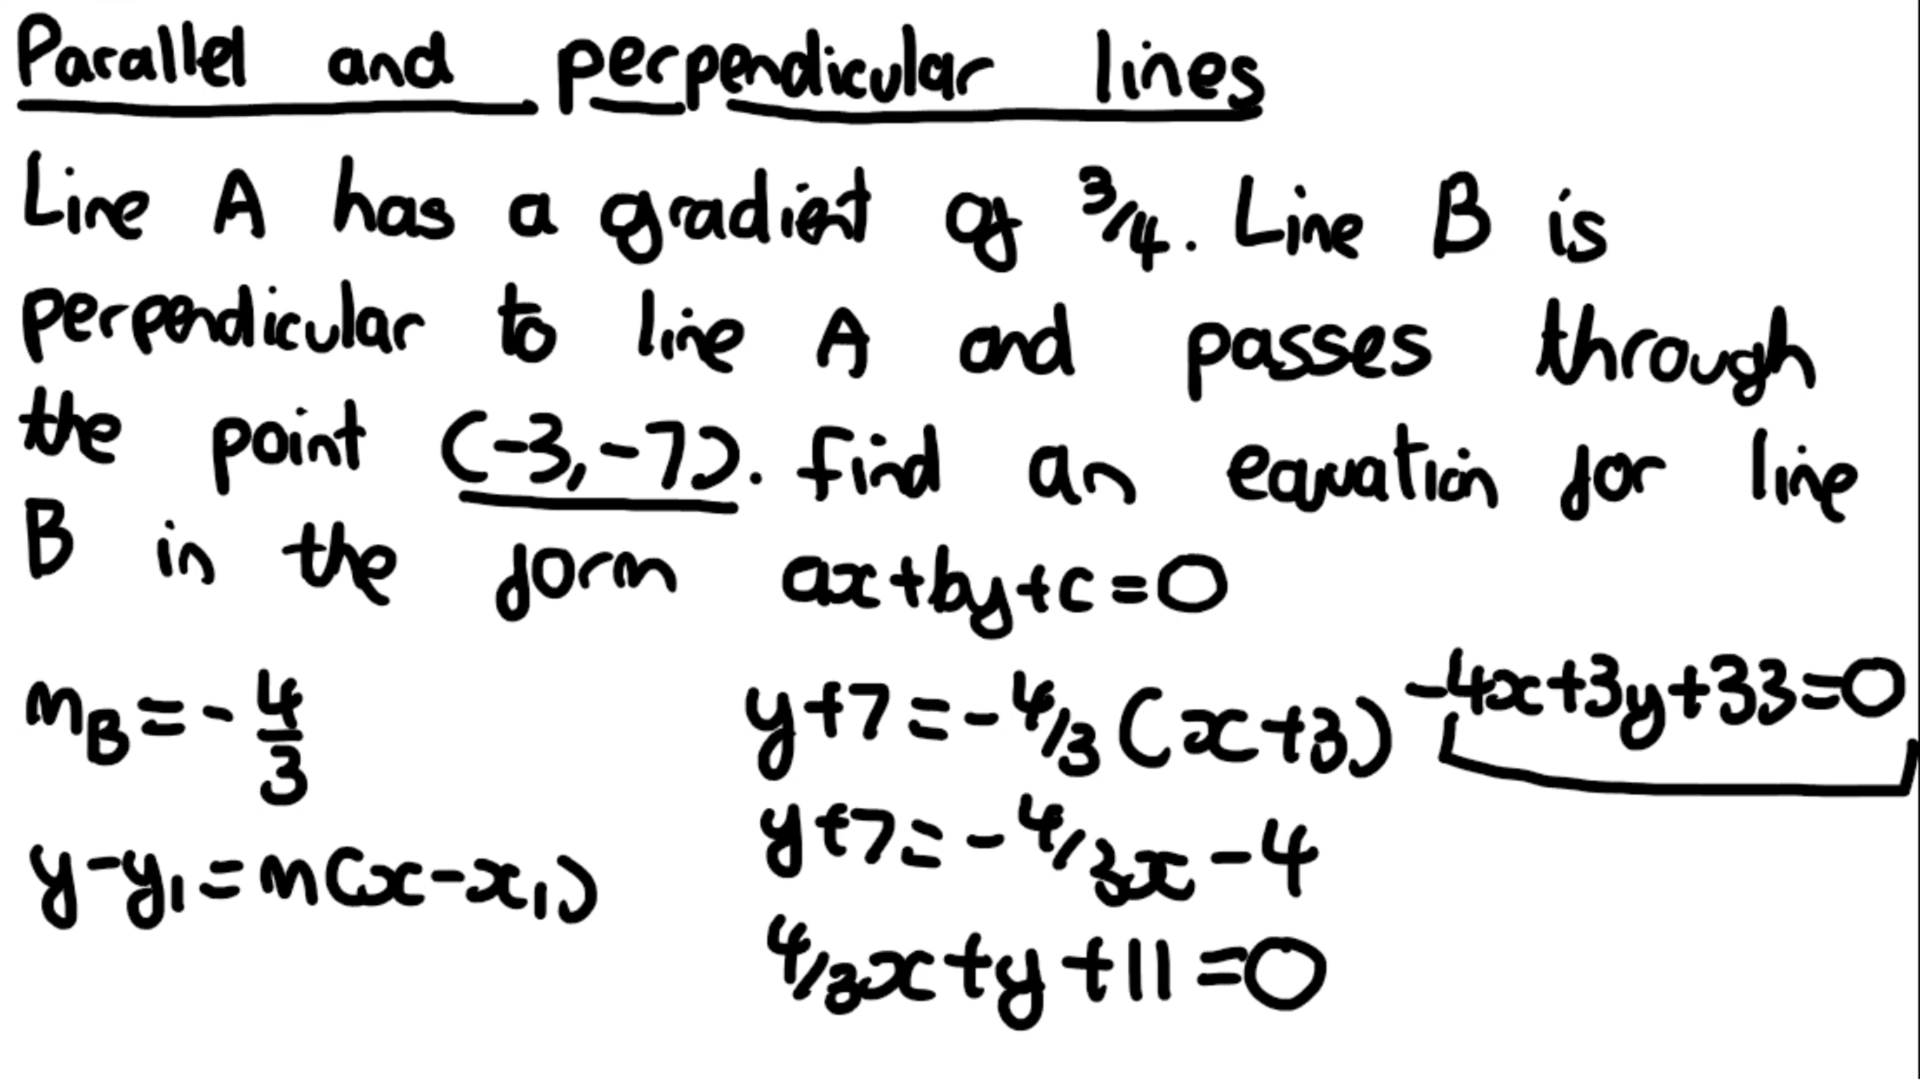 Parallel and perpendicular lines
Line A has a gradient of 3/4. Line B is
perpendicular to line A and passes through
the point (-3,-7). find an equation for line
B in the form ax+by+c=0
m_B = -4/3
y-y₁=m(x-x₁)
y+7=-4/3(x+3)
y+7=-4/3x-4
4/3x+y+11=0
-4x+3y+33=0